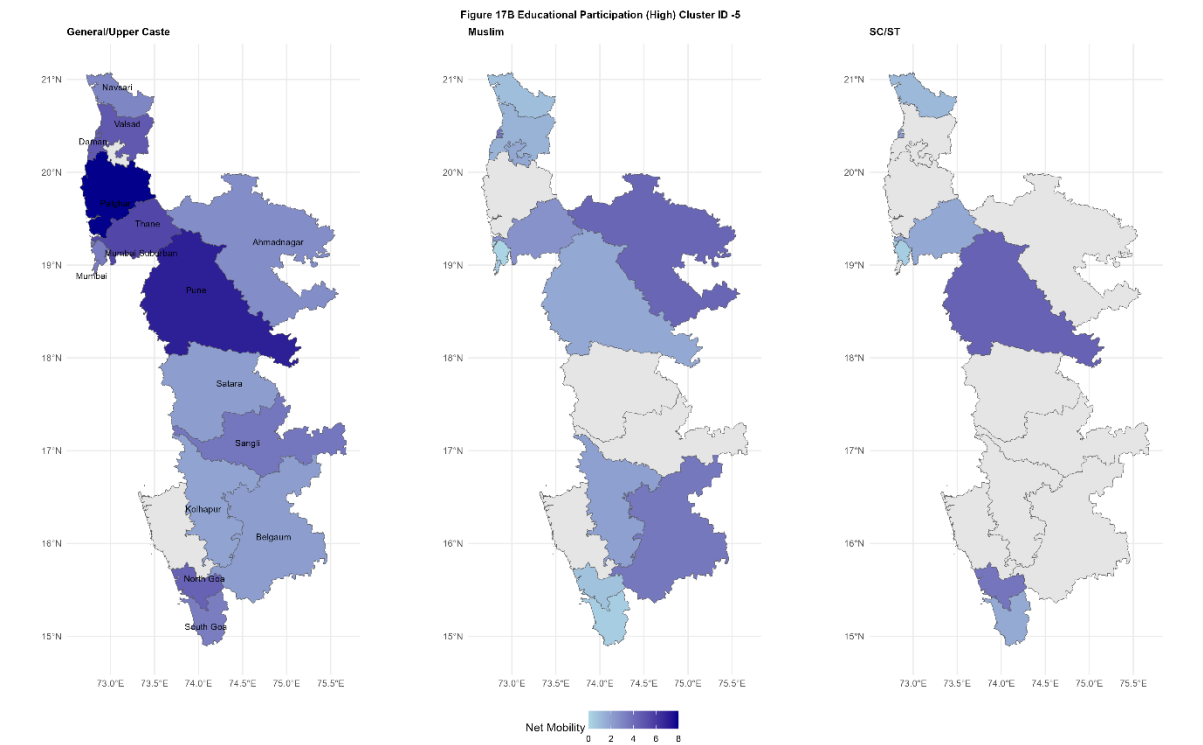 Figure 17B Educational Participation (High) Cluster ID -5
General/Upper Caste
Muslim
SC/ST
21°N
20°N
19°N
18°N
17°N
16°N
15°N
Navsari
Valsad
Daman
Palghar
Thane
Mumbai Suburban
Mumbai
Ahmadnagar
Pune
Satara
Sangli
Kolhapur
Belgaum
North Goa
South Goa
73.0°E 73.5°E 74.0°E 74.5°E 75.0°E 75.5°E
21°N
20°N
19°N
18°N
17°N
16°N
15°N
73.0°E 73.5°E 74.0°E 74.5°E 75.0°E 75.5°E
21°N
20°N
19°N
18°N
17°N
16°N
15°N
73.0°E 73.5°E 74.0°E 74.5°E 75.0°E 75.5°E
Net Mobility
0 2 4 6 8